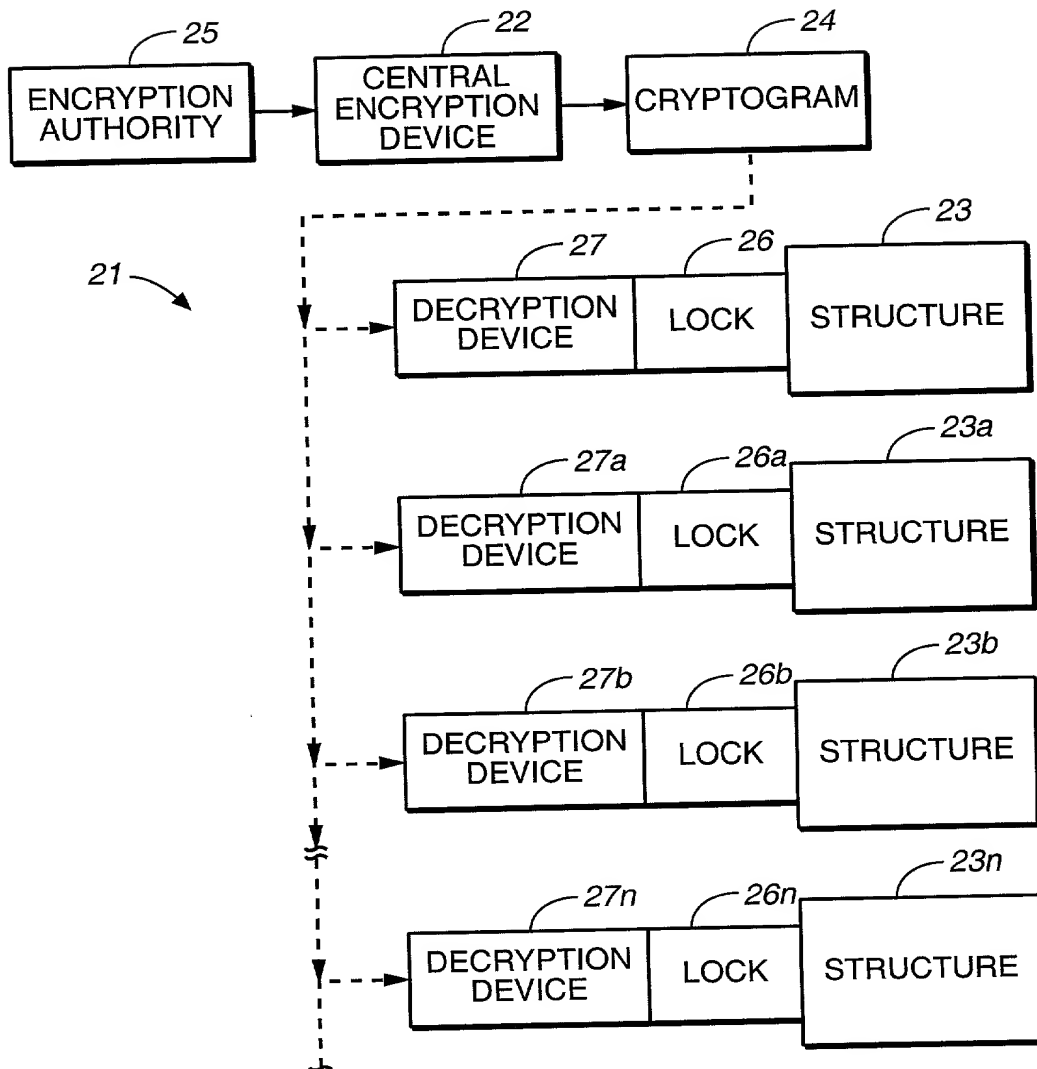 25
22
24
ENCRYPTION
AUTHORITY
CENTRAL
ENCRYPTION
DEVICE
CRYPTOGRAM
21
27
26
23
DECRYPTION
DEVICE
LOCK
STRUCTURE
27a
26a
23a
DECRYPTION
DEVICE
LOCK
STRUCTURE
27b
26b
23b
DECRYPTION
DEVICE
LOCK
STRUCTURE
27n
26n
23n
DECRYPTION
DEVICE
LOCK
STRUCTURE